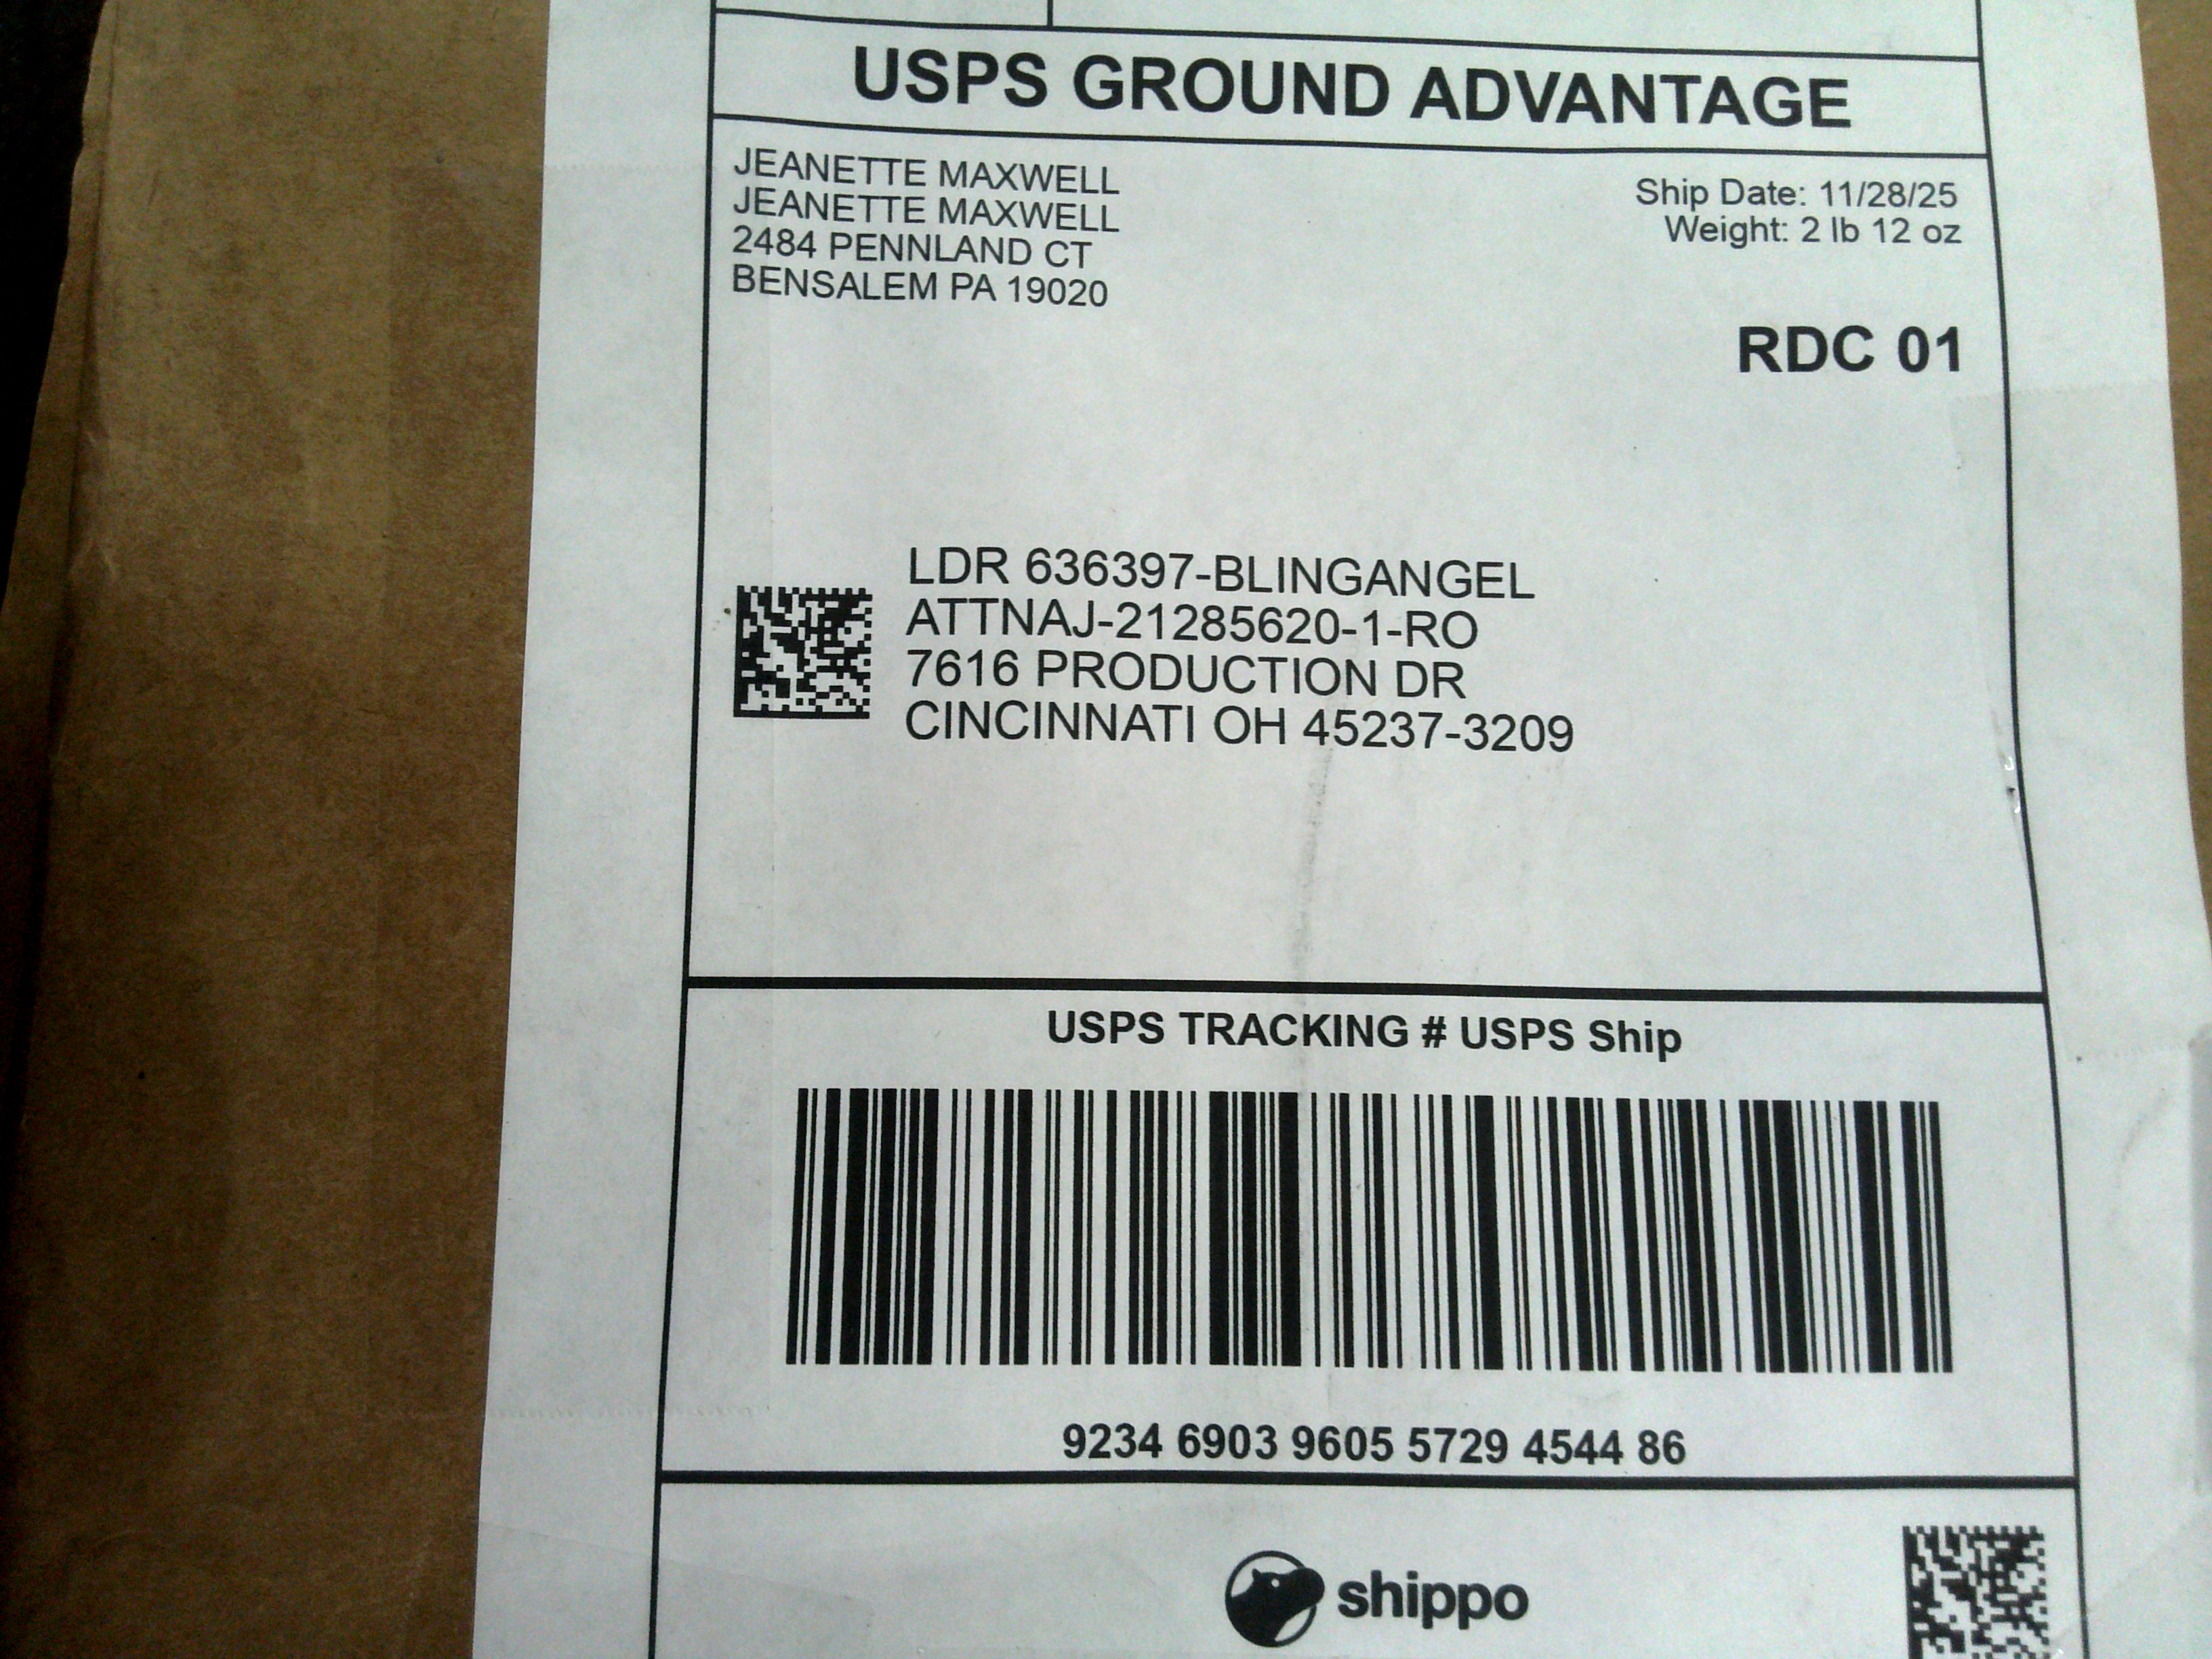 USPS GROUND ADVANTAGE
JEANETTE MAXWELL
JEANETTE MAXWELL
2484 PENNLAND CT
BENSALEM PA 19020
Ship Date: 11/28/25
Weight: 2 lb 12 oz
RDC 01
LDR 636397-BLINGANGEL
ATTNAJ-21285620-1-RO
7616 PRODUCTION DR
CINCINNATI OH 45237-3209
USPS TRACKING # USPS Ship
9234 6903 9605 5729 4544 86
shippo